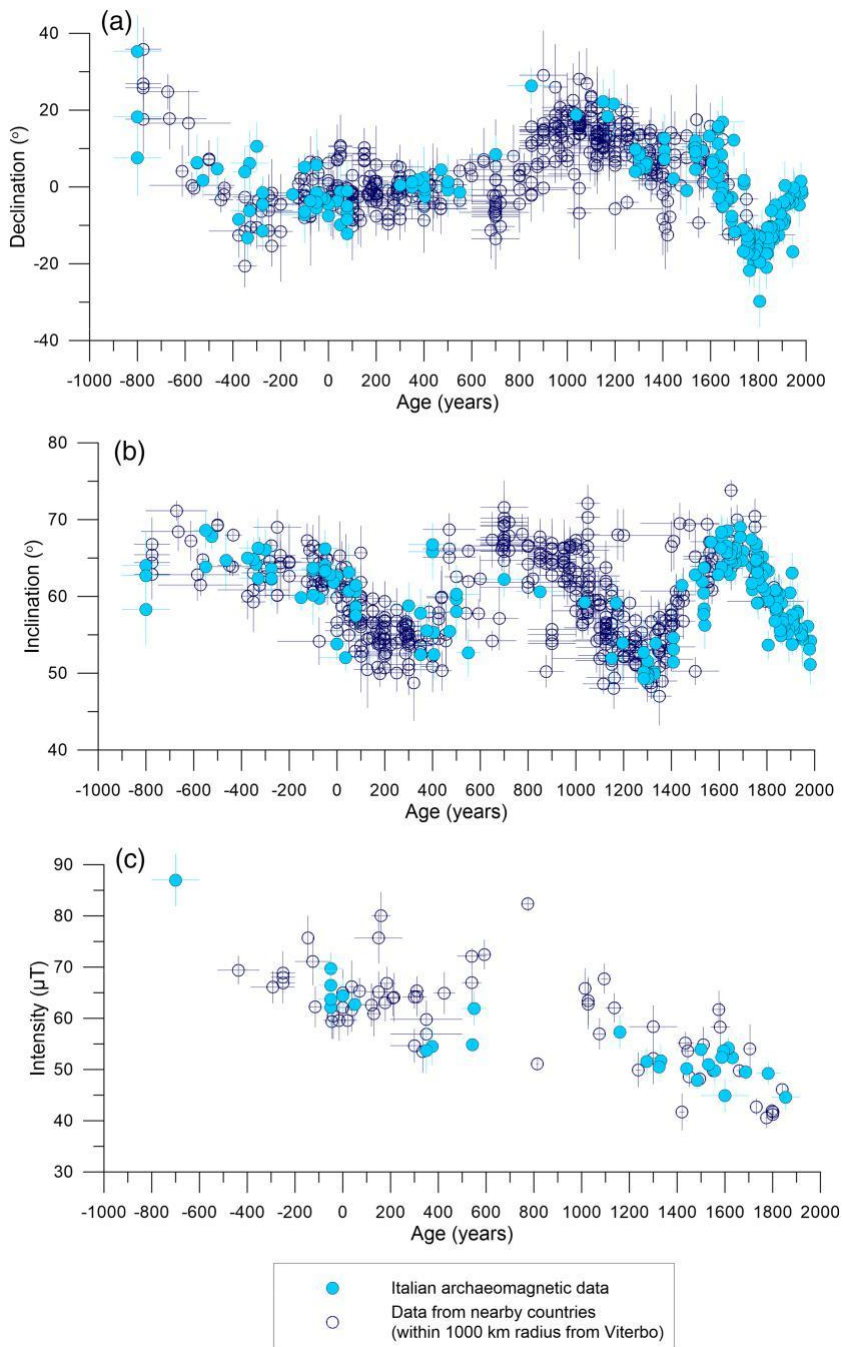 (a)
40
20
0
-20
-40
Declination (º)
-1000 -800 -600 -400 -200 0 200 400 600 800 1000 1200 1400 1600 1800 2000
Age (years)
(b)
80
70
60
50
40
Inclination (º)
-1000 -800 -600 -400 -200 0 200 400 600 800 1000 1200 1400 1600 1800 2000
Age (years)
(c)
90
80
70
60
50
40
30
Intensity (μT)
-1000 -800 -600 -400 -200 0 200 400 600 800 1000 1200 1400 1600 1800 2000
Age (years)
Italian archaeomagnetic data
Data from nearby countries
(within 1000 km radius from Viterbo)